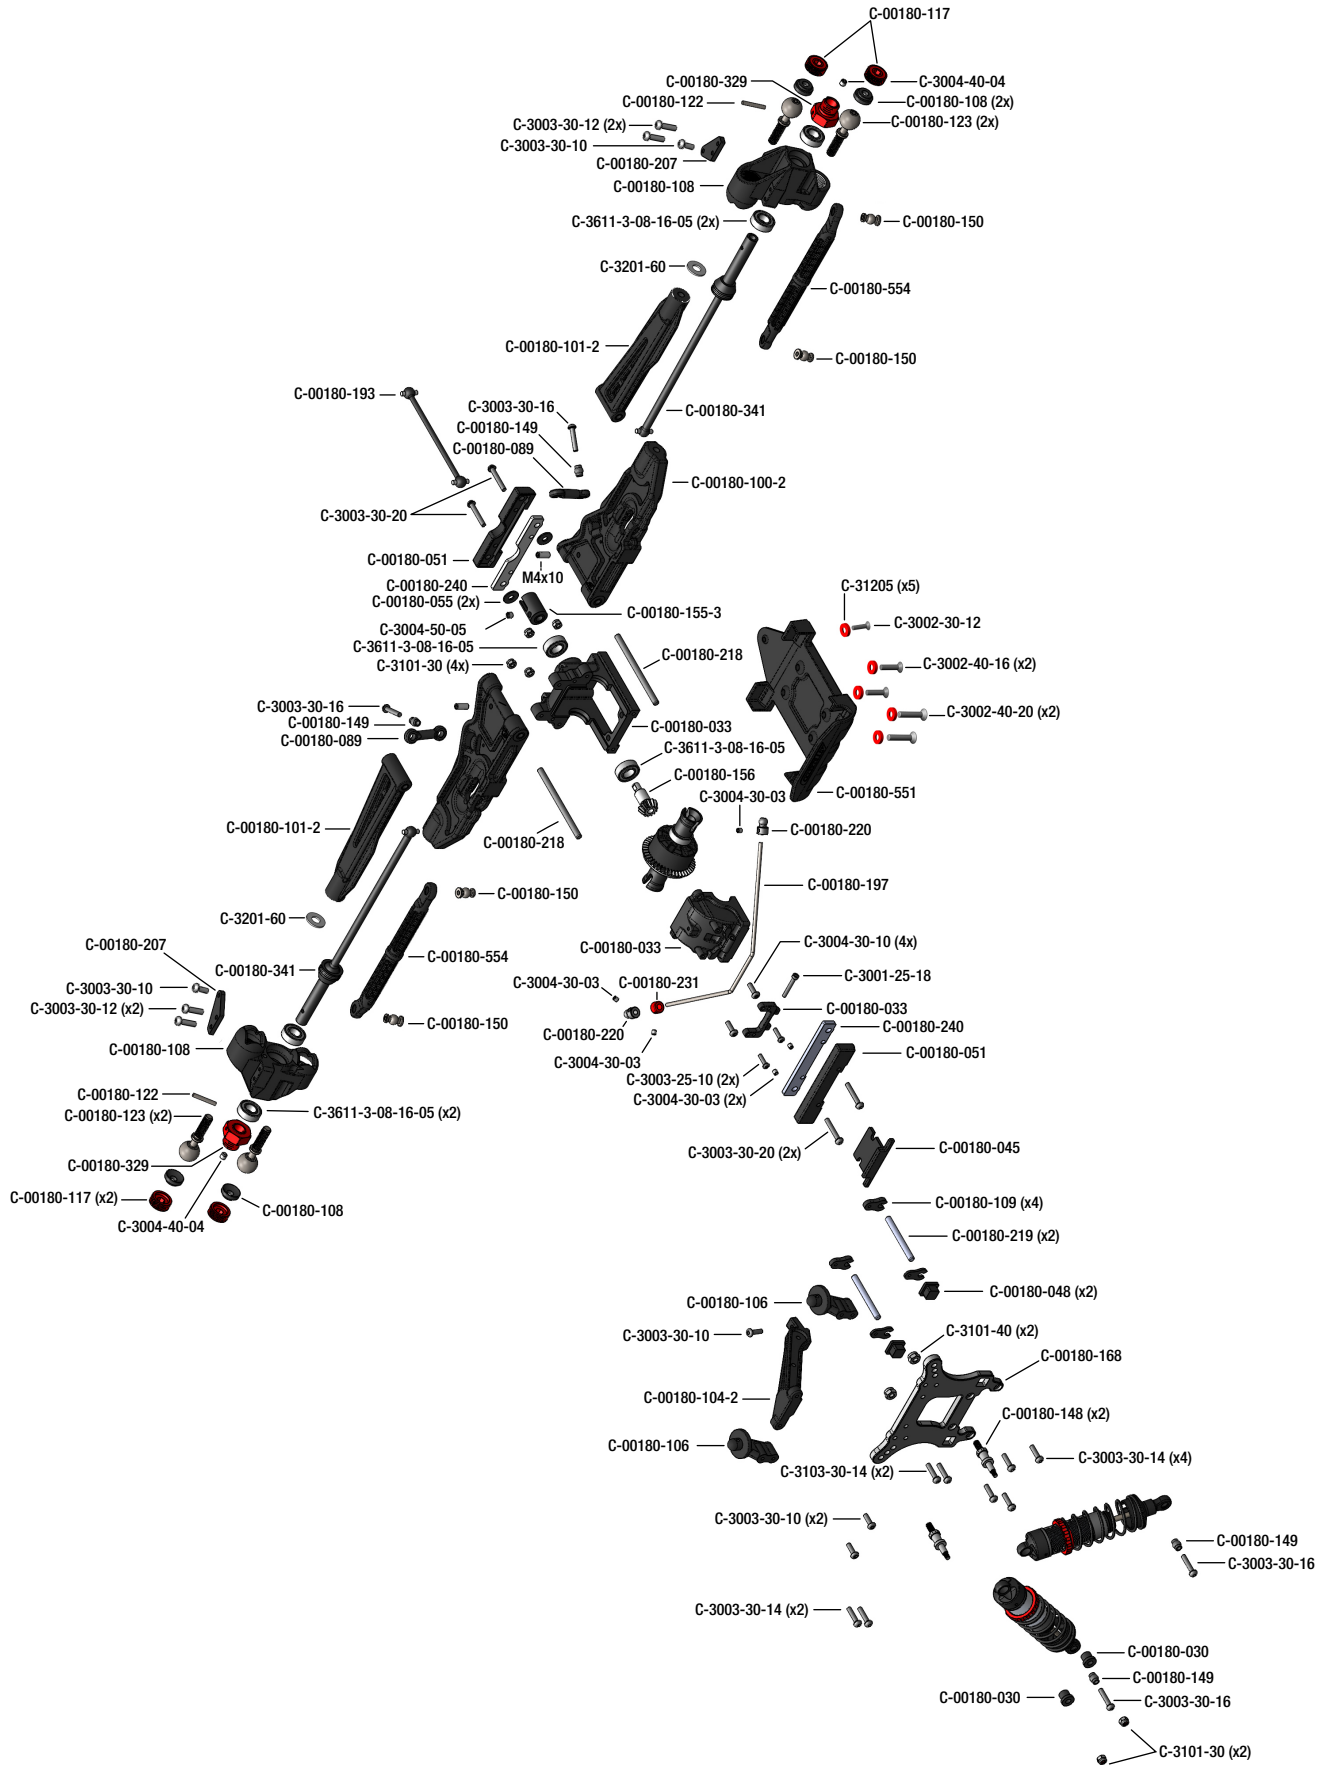 C-00180-117
C-00180-329
C-3004-40-04
C-00180-122
C-00180-108 (2x)
C-3003-30-12 (2x)
C-00180-123 (2x)
C-3003-30-10
C-00180-207
C-00180-108
C-3611-3-08-16-05 (2x)
C-00180-150
C-3201-60
C-00180-554
C-00180-101-2
C-00180-150
C-00180-193
C-3003-30-16
C-00180-341
C-00180-149
C-00180-089
C-00180-100-2
C-3003-30-20
C-00180-051
M4x10
C-00180-240
C-31205 (x5)
C-00180-055 (2x)
C-00180-155-3
C-3002-30-12
C-3004-50-05
C-3611-3-08-16-05
C-00180-218
C-3101-30 (4x)
C-3002-40-16 (x2)
C-3003-30-16
C-3002-40-20 (x2)
C-00180-149
C-00180-033
C-00180-089
C-3611-3-08-16-05
C-00180-156
C-3004-30-03
C-00180-551
C-00180-101-2
C-00180-220
C-00180-218
C-00180-197
C-00180-150
C-3201-60
C-00180-207
C-00180-033
C-3004-30-10 (4x)
C-00180-554
C-00180-341
C-3001-25-18
C-3003-30-10
C-3004-30-03
C-00180-231
C-3003-30-12 (x2)
C-00180-033
C-00180-150
C-00180-240
C-00180-220
C-00180-108
C-00180-051
C-3004-30-03
C-3003-25-10 (2x)
C-00180-122
C-3004-30-03 (2x)
C-00180-123 (x2)
C-3611-3-08-16-05 (x2)
C-00180-045
C-3003-30-20 (2x)
C-00180-329
C-00180-117 (x2)
C-00180-109 (x4)
C-00180-108
C-3004-40-04
C-00180-219 (x2)
C-00180-048 (x2)
C-00180-106
C-3101-40 (x2)
C-3003-30-10
C-00180-168
C-00180-104-2
C-00180-148 (x2)
C-00180-106
C-3003-30-14 (x4)
C-3103-30-14 (x2)
C-3003-30-10 (x2)
C-00180-149
C-3003-30-16
C-3003-30-14 (x2)
C-00180-030
C-00180-149
C-00180-030
C-3003-30-16
C-3101-30 (x2)